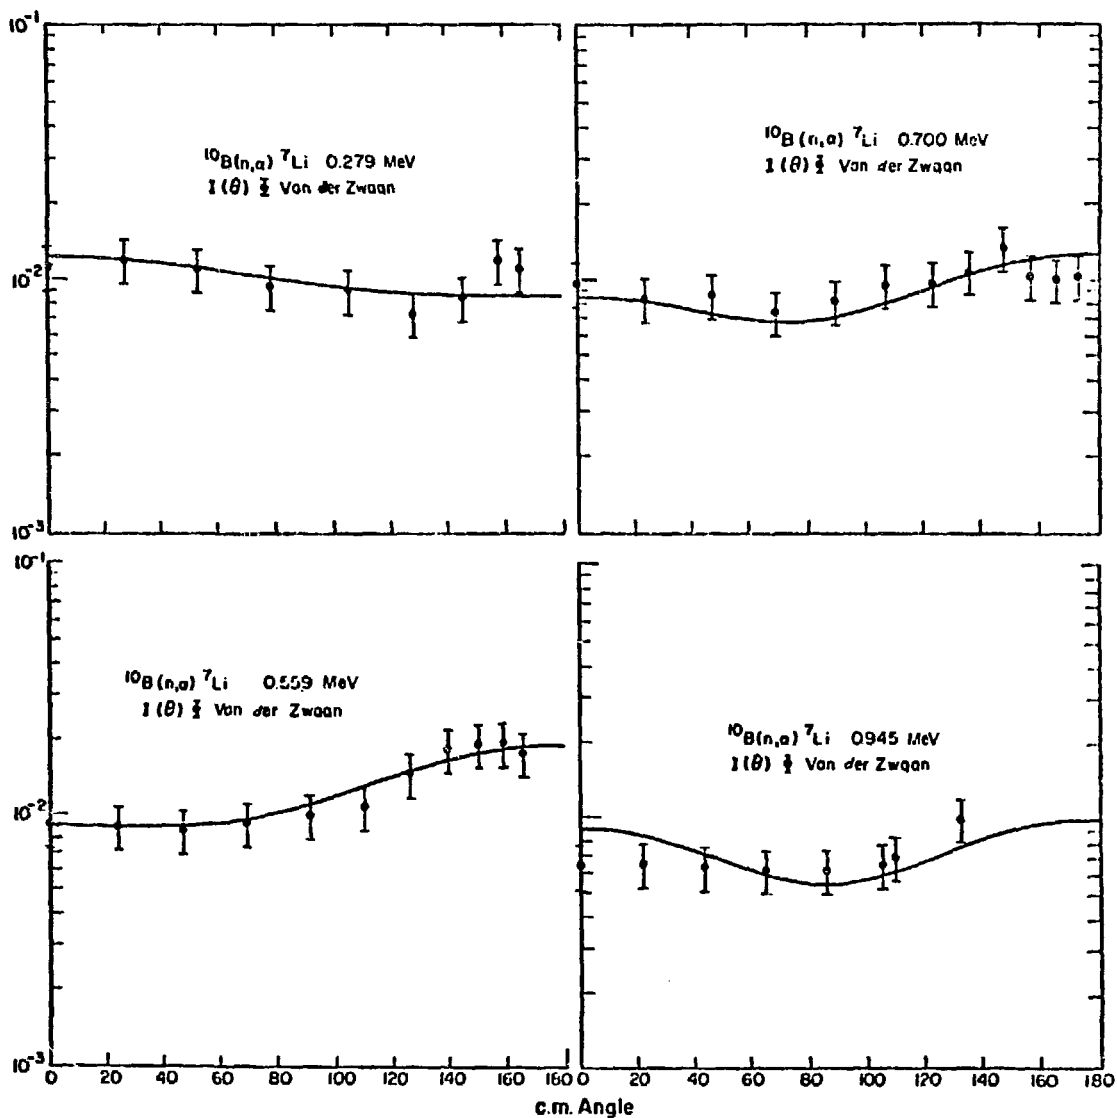 10⁻¹
10⁻²
10⁻³
¹⁰B(n,α) ⁷Li 0.279 MeV
I(θ) Van der Zwaan
¹⁰B(n,α) ⁷Li 0.700 MeV
I(θ) Van der Zwaan
10⁻¹
10⁻²
10⁻³
¹⁰B(n,α) ⁷Li 0.559 MeV
I(θ) Van der Zwaan
¹⁰B(n,α) ⁷Li 0.945 MeV
I(θ) Van der Zwaan
0 20 40 60 80 100 120 140 160 0 20 40 60 80 100 120 140 160 180
c.m. Angle